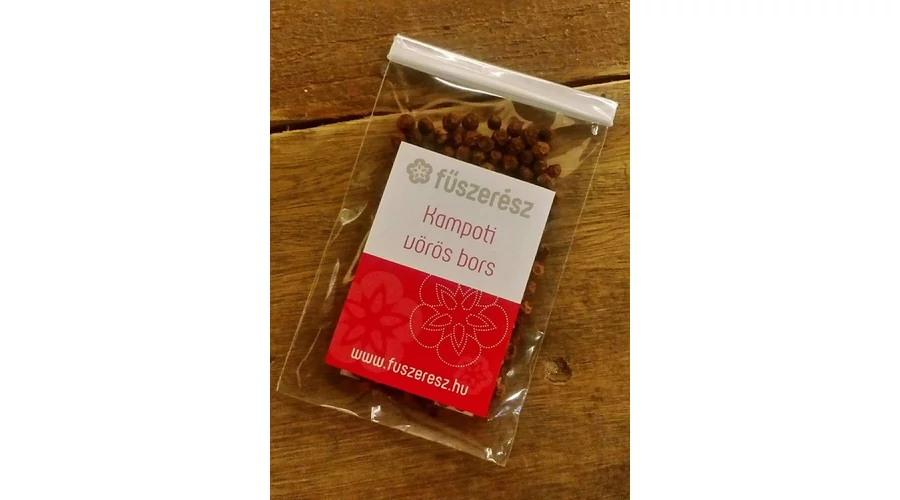 fűszerész
Kampoti
vörös bors
www.fuszeresz.hu